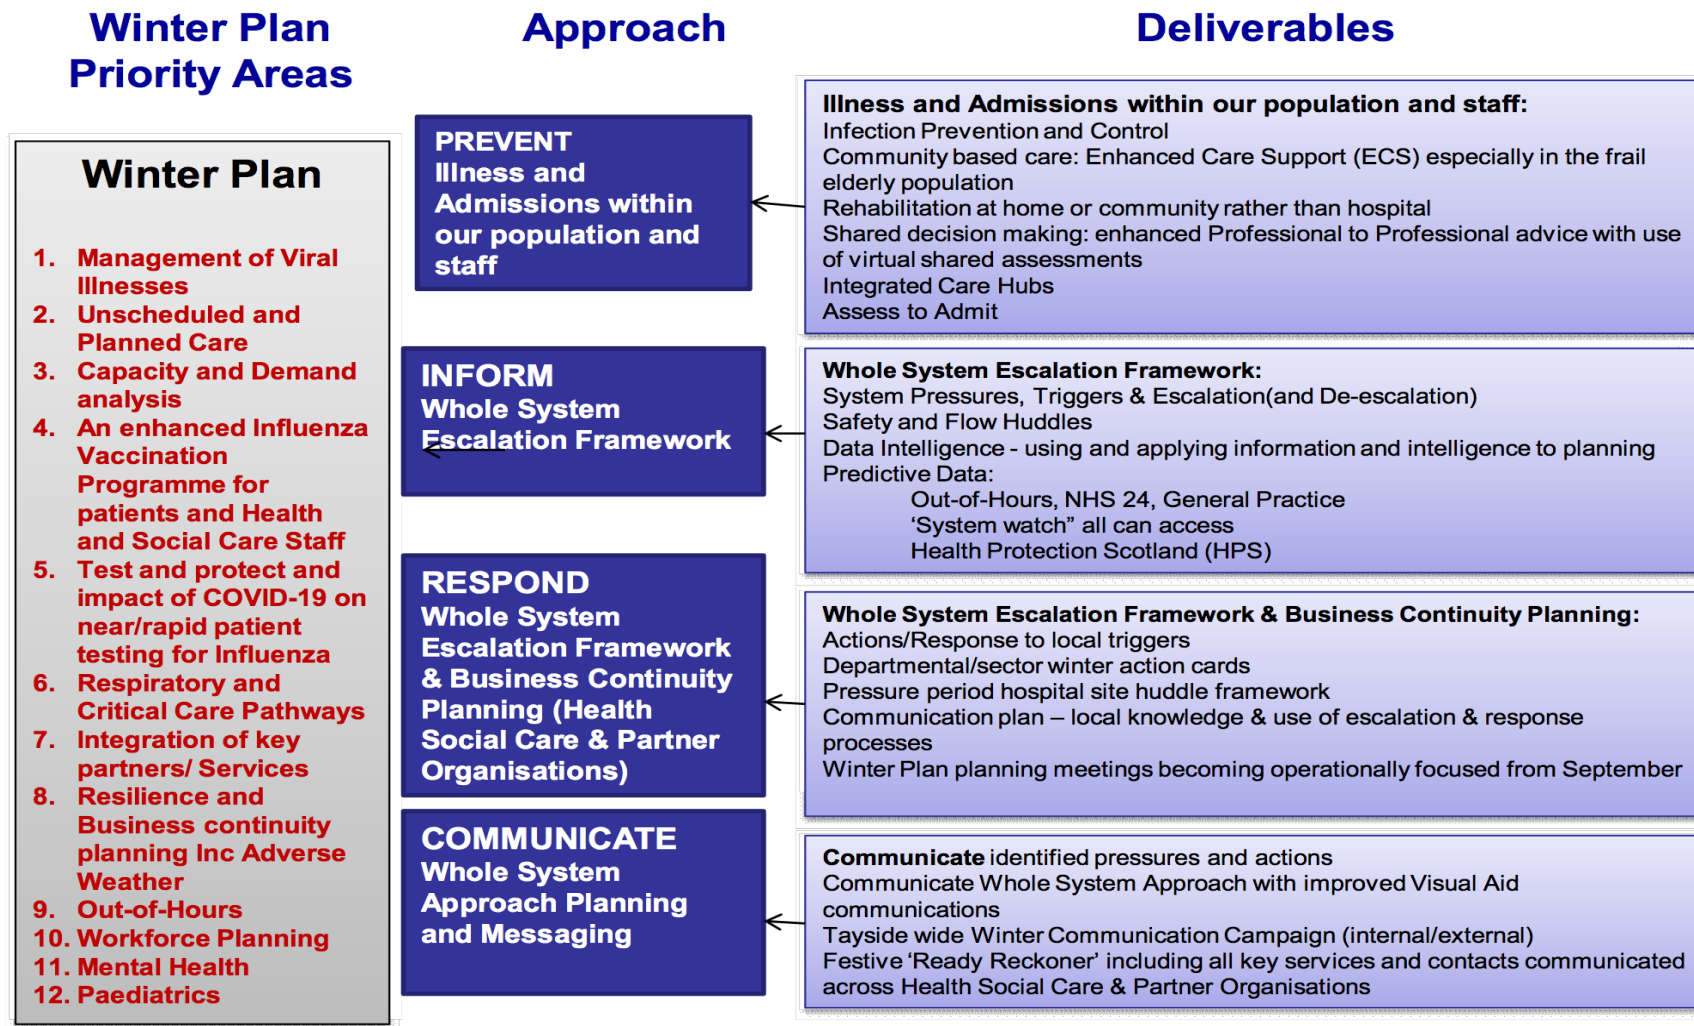 Winter Plan
Priority Areas
Approach
Deliverables
Winter Plan
1. Management of Viral
Illnesses
2. Unscheduled and
Planned Care
3. Capacity and Demand
analysis
4. An enhanced Influenza
Vaccination
Programme for
patients and Health
and Social Care Staff
5. Test and protect and
impact of COVID-19 on
near/rapid patient
testing for Influenza
6. Respiratory and
Critical Care Pathways
7. Integration of key
partners/ Services
8. Resilience and
Business continuity
planning Inc Adverse
Weather
9. Out-of-Hours
10. Workforce Planning
11. Mental Health
12. Paediatrics
PREVENT
Illness and
Admissions within
our population and
staff
Illness and Admissions within our population and staff:
Infection Prevention and Control
Community based care: Enhanced Care Support (ECS) especially in the frail
elderly population
Rehabilitation at home or community rather than hospital
Shared decision making: enhanced Professional to Professional advice with use
of virtual shared assessments
Integrated Care Hubs
Assess to Admit
INFORM
Whole System
Escalation Framework
Whole System Escalation Framework:
System Pressures, Triggers & Escalation(and De-escalation)
Safety and Flow Huddles
Data Intelligence - using and applying information and intelligence to planning
Predictive Data:
Out-of-Hours, NHS 24, General Practice
‘System watch” all can access
Health Protection Scotland (HPS)
RESPOND
Whole System
Escalation Framework
& Business Continuity
Planning (Health
Social Care & Partner
Organisations)
Whole System Escalation Framework & Business Continuity Planning:
Actions/Response to local triggers
Departmental/sector winter action cards
Pressure period hospital site huddle framework
Communication plan – local knowledge & use of escalation & response
processes
Winter Plan planning meetings becoming operationally focused from September
COMMUNICATE
Whole System
Approach Planning
and Messaging
Communicate identified pressures and actions
Communicate Whole System Approach with improved Visual Aid
communications
Tayside wide Winter Communication Campaign (internal/external)
Festive ‘Ready Reckoner’ including all key services and contacts communicated
across Health Social Care & Partner Organisations